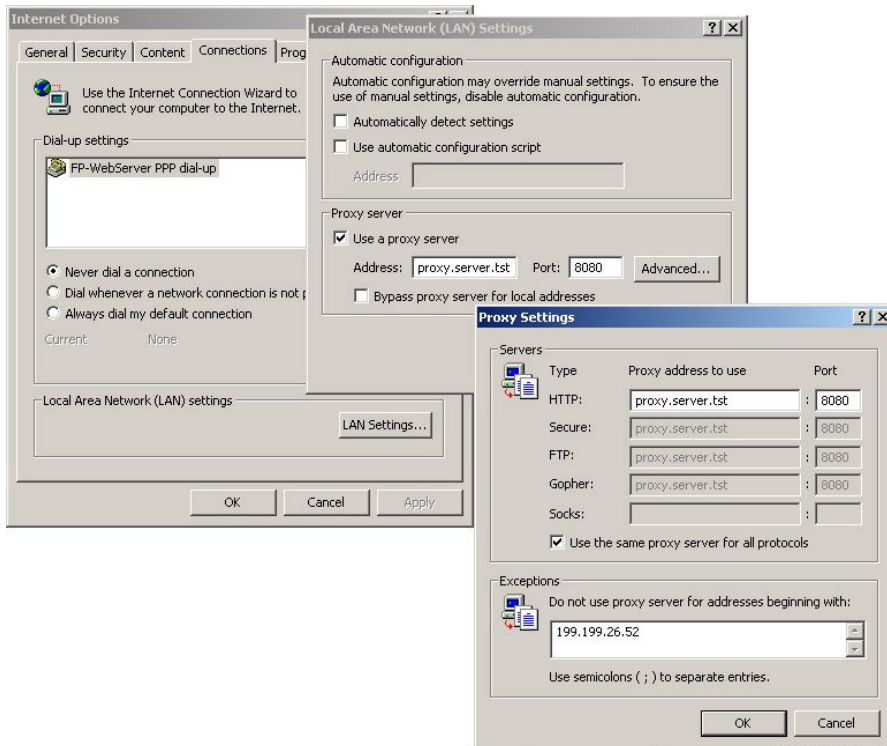 Internet Options
General
Security
Content
Connections
Use the Internet Connection Wizard to
connect your computer to the Internet.
Dial-up settings
FP-WebServer PPP dial-up
Never dial a connection
Dial whenever a network connection is not
Always dial my default connection
Current None
Local Area Network (LAN) settings
LAN Settings...
OK Cancel Apply
Local Area Network (LAN) Settings
Automatic configuration
Automatic configuration may override manual settings. To ensure the
use of manual settings, disable automatic configuration.
Automatically detect settings
Use automatic configuration script
Address
Proxy server
Use a proxy server
Address: proxy.server.tst Port: 8080 Advanced...
Bypass proxy server for local addresses
Proxy Settings
Servers
Type Proxy address to use Port
HTTP: proxy.server.tst : 8080
Secure: proxy.server.tst : 8080
FTP: proxy.server.tst : 8080
Gopher: proxy.server.tst : 8080
Socks: :
Use the same proxy server for all protocols
Exceptions
Do not use proxy server for addresses beginning with:
199.199.26.52
Use semicolons ( ; ) to separate entries.
OK Cancel